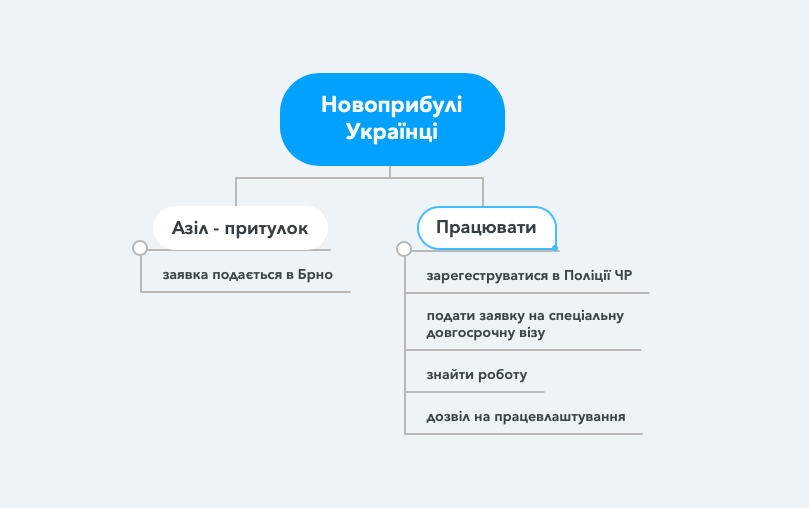 Новоприбулі
Українці
Азіл - притулок
заявка подається в Брно
Працювати
зарегеструватися в Поліції ЧР
подати заявку на спеціальну
довгосрочну візу
знайти роботу
дозвіл на працевлаштування